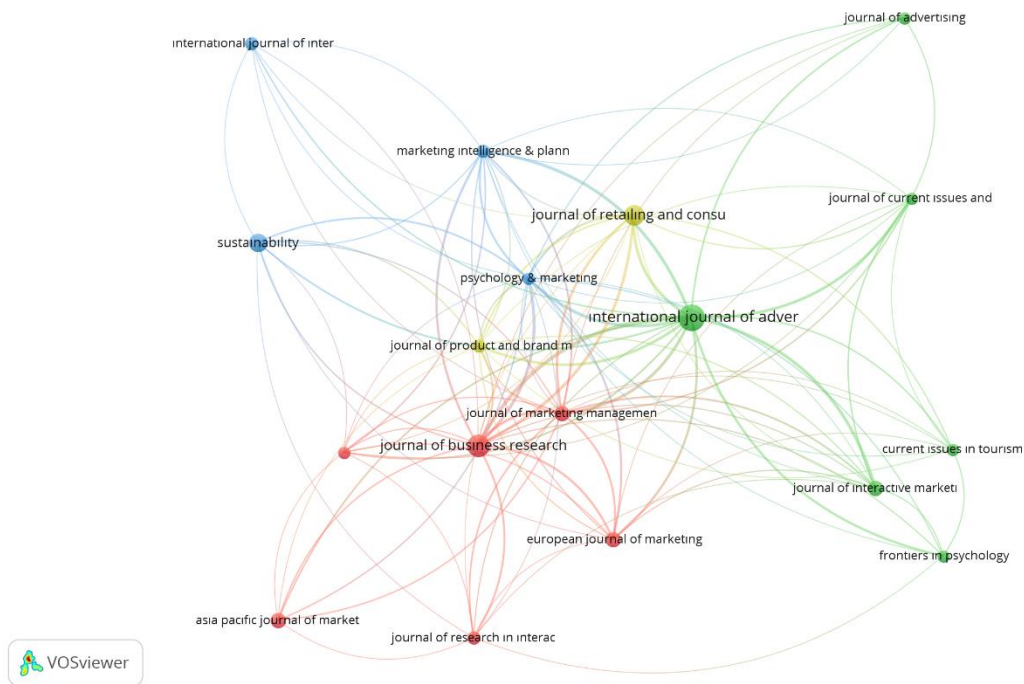 journal of advertising
international journal of inter
marketing intelligence & plann
journal of current issues and
journal of retailing and consu
sustainability
psychology & marketing
international journal of adver
journal of product and brand m
journal of marketing managemen
journal of business research
current issues in tourism
journal of interactive marketi
european journal of marketing
frontiers in psychology
asia pacific journal of market
journal of research in interac
VOSviewer